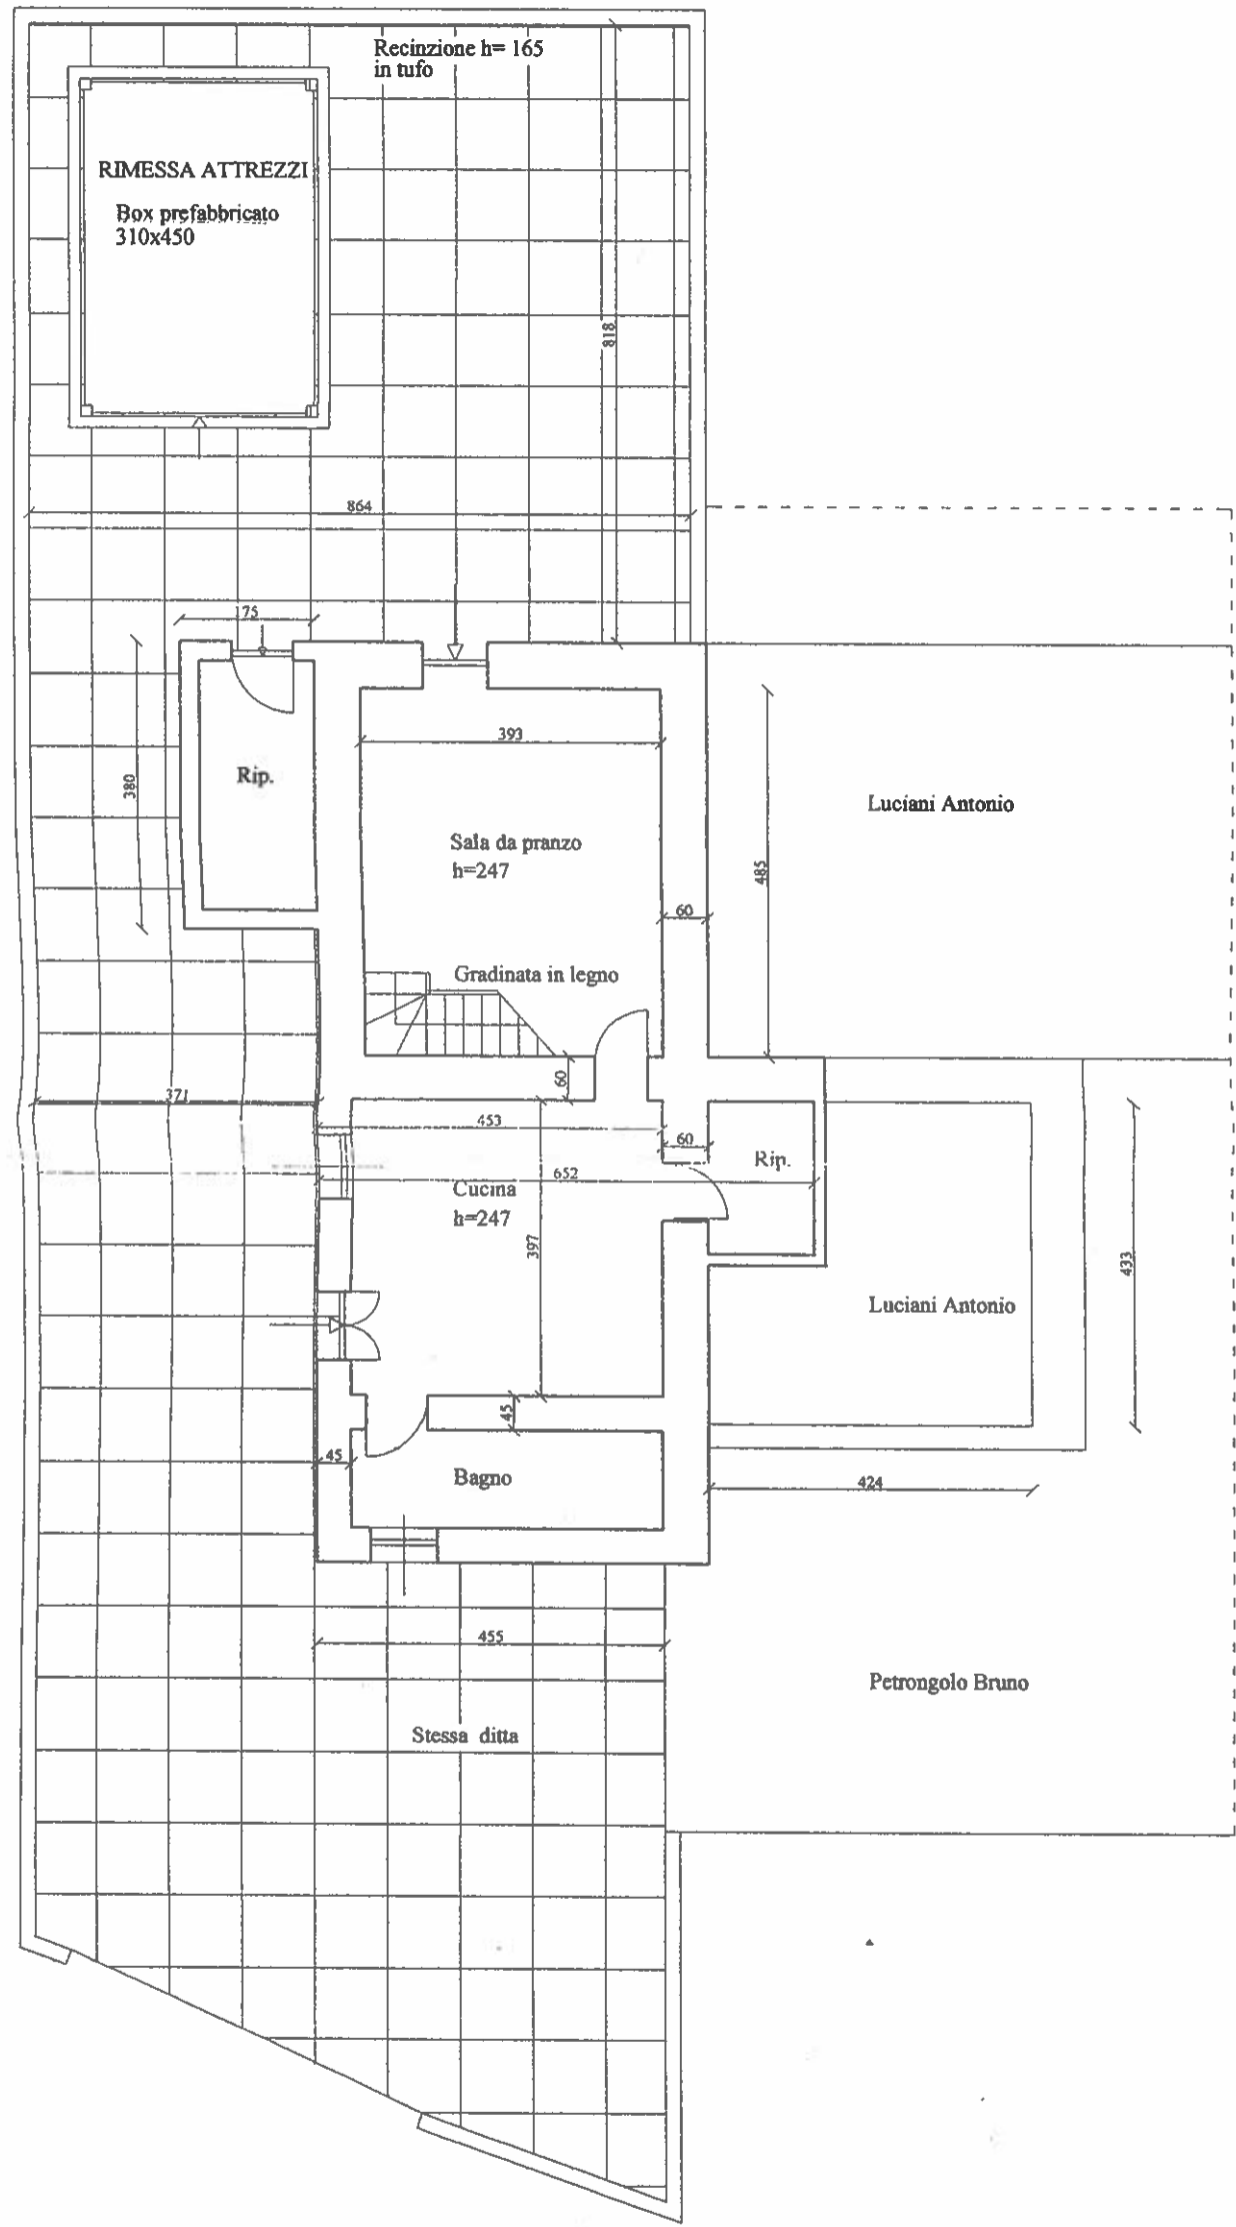 Recinzione h= 165
in tufo
RIMESSA ATTREZZI
Box prefabbricato
310x450
818
864
175
393
380
Rip.
Luciani Antonio
Sala da pranzo
h=247
485
60
Gradinata in legno
60
371
453
60
Rip.
652
Cucina
h=247
397
433
Luciani Antonio
45
45
Bagno
424
455
Petrongolo Bruno
Stessa ditta